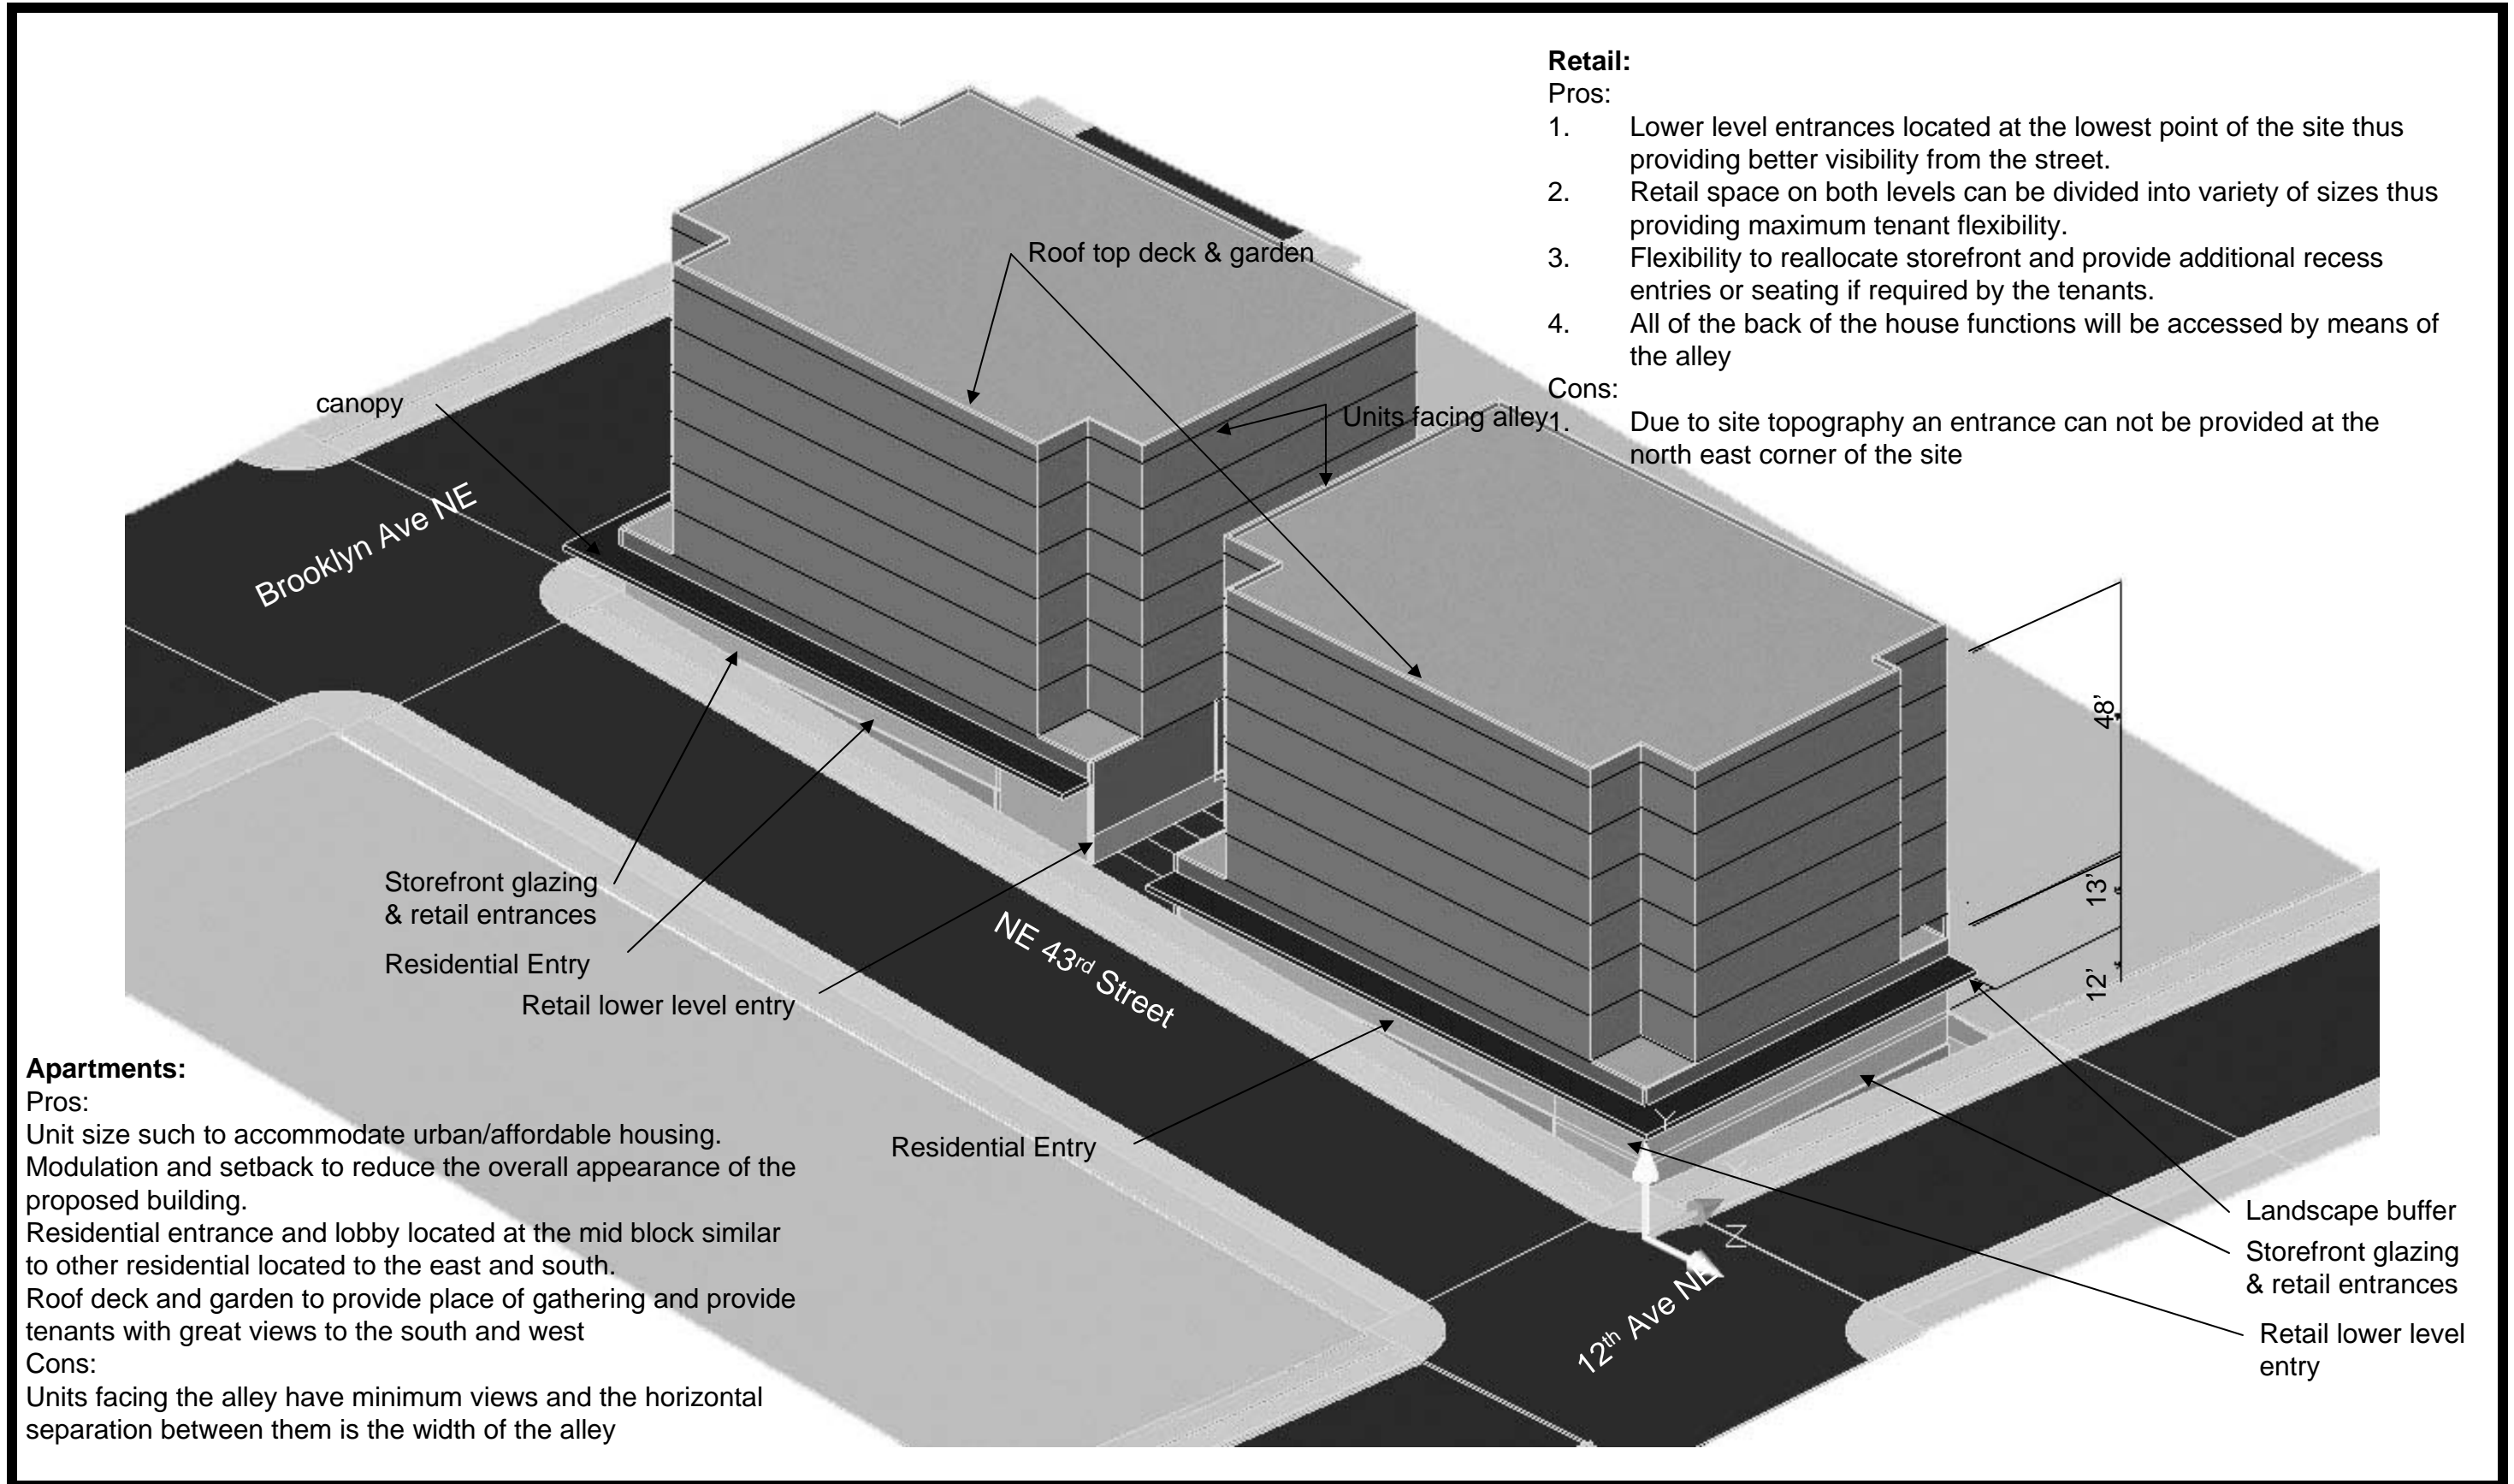 Retail:
Pros:
1. Lower level entrances located at the lowest point of the site thus
providing better visibility from the street.
2. Retail space on both levels can be divided into variety of sizes thus
providing maximum tenant flexibility.
3. Flexibility to reallocate storefront and provide additional recess
entries or seating if required by the tenants.
4. All of the back of the house functions will be accessed by means of
the alley
Cons:
1. Due to site topography an entrance can not be provided at the
north east corner of the site
Roof top deck & garden
canopy
Units facing alley
Brooklyn Ave NE
48’
13’
12’
Storefront glazing
& retail entrances
Residential Entry
Retail lower level entry
NE 43rd Street
Apartments:
Pros:
Unit size such to accommodate urban/affordable housing.
Modulation and setback to reduce the overall appearance of the
proposed building.
Residential entrance and lobby located at the mid block similar
to other residential located to the east and south.
Roof deck and garden to provide place of gathering and provide
tenants with great views to the south and west
Cons:
Units facing the alley have minimum views and the horizontal
separation between them is the width of the alley
Residential Entry
Y
Z
12th Ave NE
Landscape buffer
Storefront glazing
& retail entrances
Retail lower level
entry